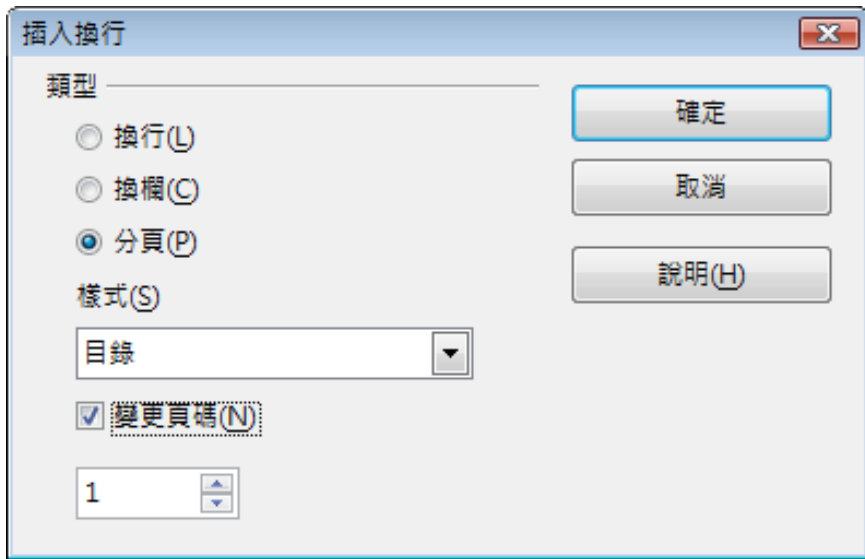 插入換行
類型
換行(L)
換欄(C)
分頁(P)
樣式(S)
目錄
變更頁碼(N)
1
確定
取消
說明(H)